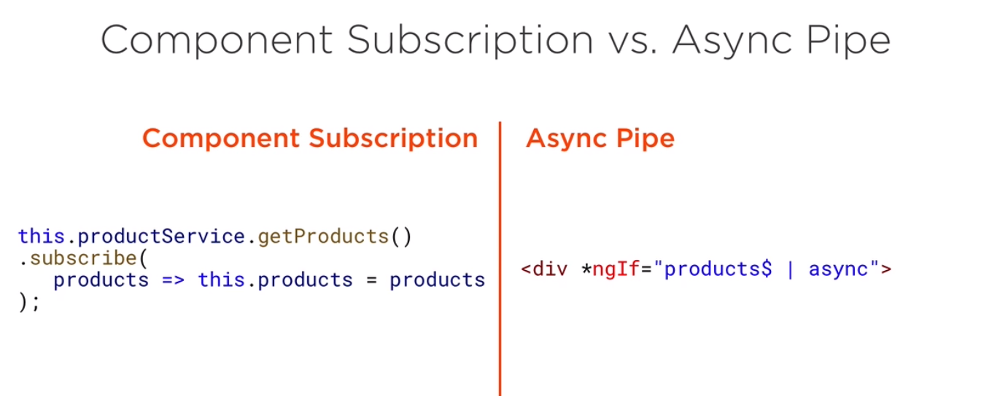 Component Subscription vs. Async Pipe
Component Subscription
this.productService.getProducts()
.subscribe(
   products => this.products = products
);
Async Pipe
<div *ngIf="products$ | async">